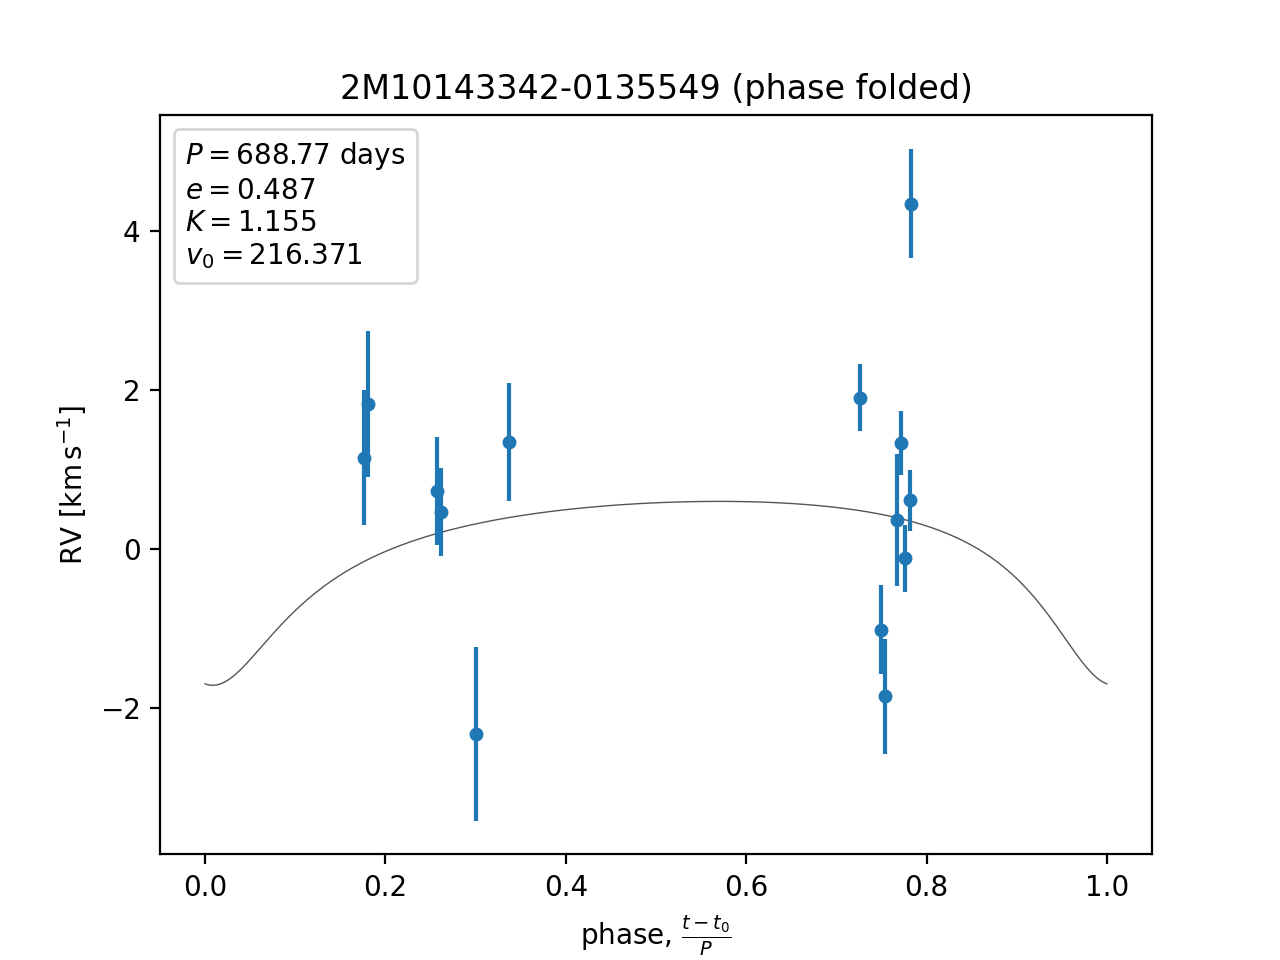 2M10143342-0135549 (phase folded)
P = 688.77 days
e = 0.487
K = 1.155
v₀ = 216.371
4
2
0
−2
RV [km s⁻¹]
0.0 0.2 0.4 0.6 0.8 1.0
phase, (t − t₀)/P